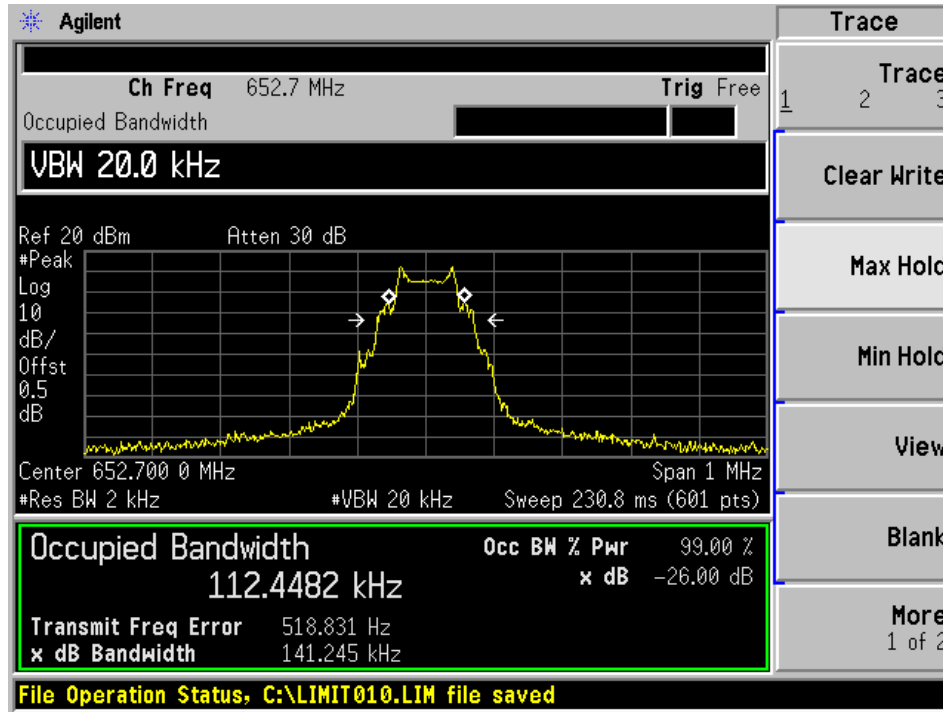 Agilent
Trace
Ch Freq 652.7 MHz Trig Free
Occupied Bandwidth
VBW 20.0 kHz
Ref 20 dBm Atten 30 dB
#Peak
Log
10
dB/
Offst
0.5
dB
Center 652.700 0 MHz Span 1 MHz
#Res BW 2 kHz #VBW 20 kHz Sweep 230.8 ms (601 pts)
Occupied Bandwidth
112.4482 kHz
Occ BW % Pwr 99.00 %
x dB -26.00 dB
Transmit Freq Error 518.831 Hz
x dB Bandwidth 141.245 kHz
File Operation Status, C:\LIMIT010.LIM file saved
Trace
1 2 3
Clear Write
Max Hold
Min Hold
View
Blank
More
1 of 2